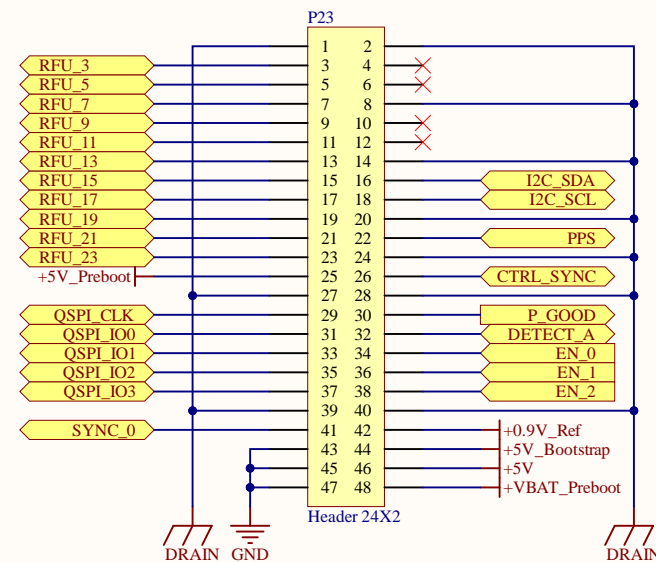 P23
1 2
RFU_3 3 4
RFU_5 5 6
RFU_7 7 8
RFU_9 9 10
RFU_11 11 12
RFU_13 13 14
RFU_15 15 16 I2C_SDA
RFU_17 17 18 I2C_SCL
RFU_19 19 20
RFU_21 21 22 PPS
RFU_23 23 24
+5V_Preboot 25 26 CTRL_SYNC
27 28
QSPI_CLK 29 30 P_GOOD
QSPI_IO0 31 32 DETECT_A
QSPI_IO1 33 34 EN_0
QSPI_IO2 35 36 EN_1
QSPI_IO3 37 38 EN_2
39 40
SYNC_0 41 42 +0.9V_Ref
43 44 +5V_Bootstrap
45 46 +5V
47 48 +VBAT_Preboot
Header 24X2
DRAIN GND DRAIN